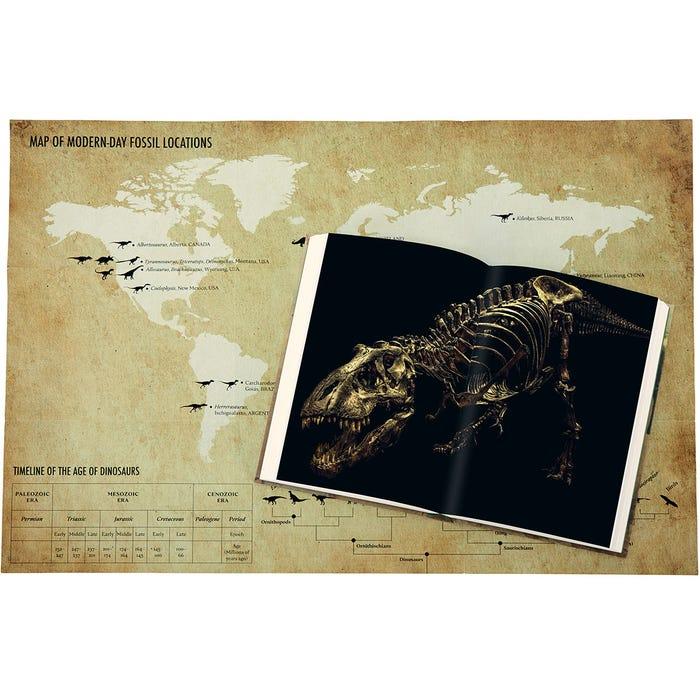 MAP OF MODERN-DAY FOSSIL LOCATIONS
Kileskus, Siberia, RUSSIA
Albertosaurus, Alberta, CANADA
Tyrannosaurus, Triceratops, Deinonychus, Montana, USA
Allosaurus, Brachiosaurus, Wyoming, USA
Liaoning, CHINA
Coelophysis, New Mexico, USA
Carcharodon
Goiás, BRAZ
Herrerasaurus,
Ischigualasto, ARGENT
TIMELINE OF THE AGE OF DINOSAURS
PALEOZOIC ERA MESOZOIC ERA CENOZOIC ERA
Permian Triassic Jurassic Cretaceous Paleogene Period
Early Middle Late Early Middle Late Early Late Epoch
252–247 247–237 237–201 201–174 174–164 164–145 145–100 100–66 Age (Millions of years ago)
Birds
Ornithopods
Ornithischians
Saurischians
Dinosaurs